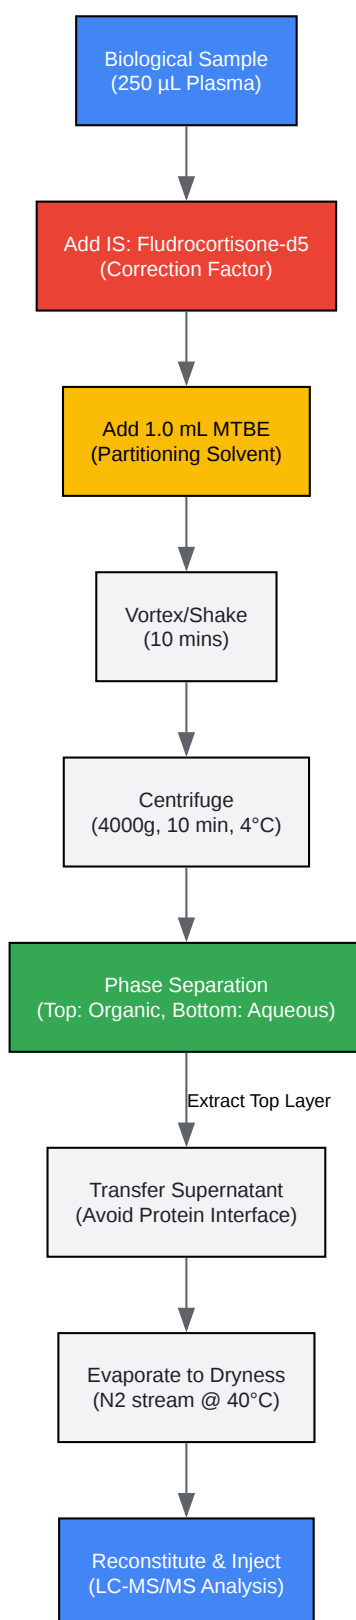 Biological Sample
(250 µL Plasma)
Add IS: Fludrocortisone-d5
(Correction Factor)
Add 1.0 mL MTBE
(Partitioning Solvent)
Vortex/Shake
(10 mins)
Centrifuge
(4000g, 10 min, 4°C)
Phase Separation
(Top: Organic, Bottom: Aqueous)
Extract Top Layer
Transfer Supernatant
(Avoid Protein Interface)
Evaporate to Dryness
(N2 stream @ 40°C)
Reconstitute & Inject
(LC-MS/MS Analysis)